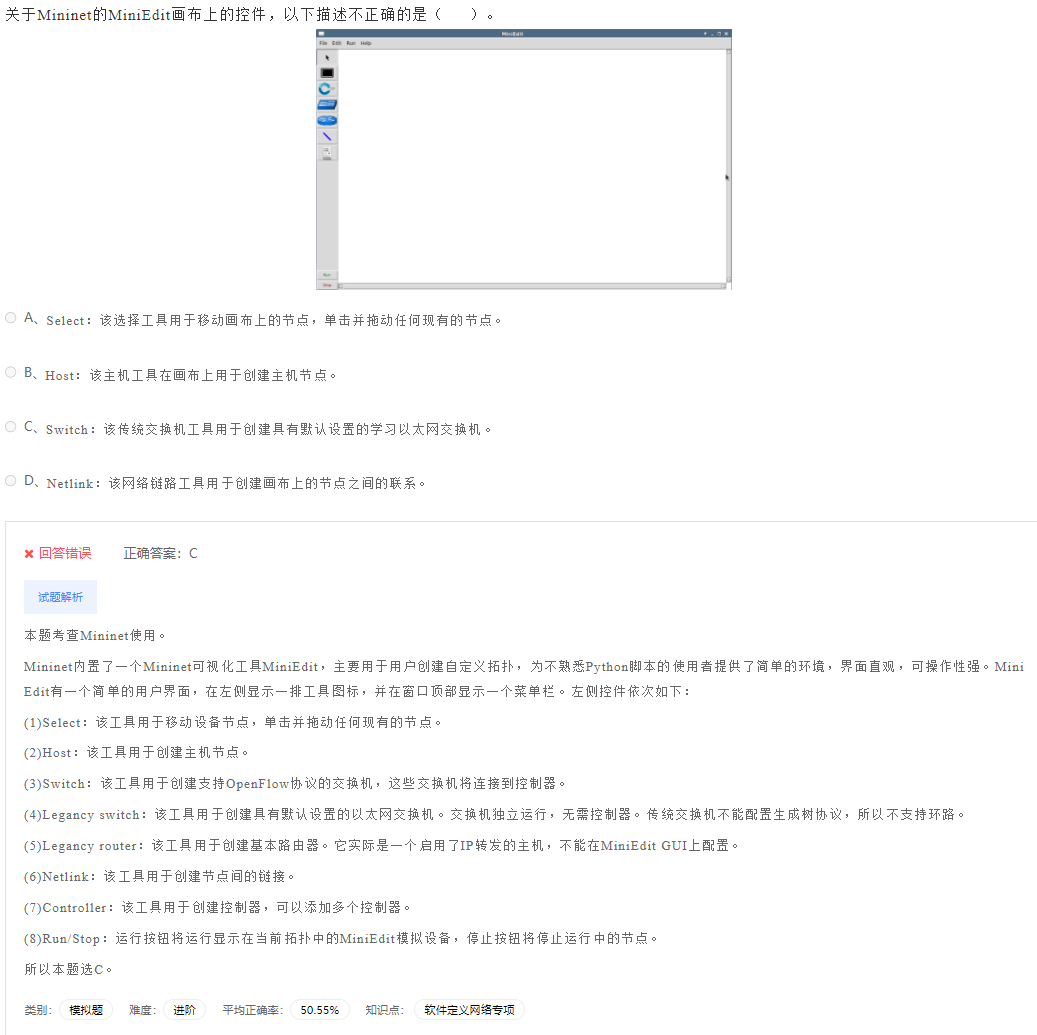 关于Mininet的MiniEdit画布上的控件，以下描述不正确的是（　　）。
MiniEdit
File Edit Run Help
Run
Stop
A、Select：该选择工具用于移动画布上的节点，单击并拖动任何现有的节点。
B、Host：该主机工具在画布上用于创建主机节点。
C、Switch：该传统交换机工具用于创建具有默认设置的学习以太网交换机。
D、Netlink：该网络链路工具用于创建画布上的节点之间的联系。
回答错误 正确答案：C
试题解析
本题考查Mininet使用。
Mininet内置了一个Mininet可视化工具MiniEdit，主要用于用户创建自定义拓扑，为不熟悉Python脚本的使用者提供了简单的环境，界面直观，可操作性强。Mini
Edit有一个简单的用户界面，在左侧显示一排工具图标，并在窗口顶部显示一个菜单栏。左侧控件依次如下：
(1)Select：该工具用于移动设备节点，单击并拖动任何现有的节点。
(2)Host：该工具用于创建主机节点。
(3)Switch：该工具用于创建支持OpenFlow协议的交换机，这些交换机将连接到控制器。
(4)Legancy switch：该工具用于创建具有默认设置的以太网交换机。交换机独立运行，无需控制器。传统交换机不能配置生成树协议，所以不支持环路。
(5)Legancy router：该工具用于创建基本路由器。它实际是一个启用了IP转发的主机，不能在MiniEdit GUI上配置。
(6)Netlink：该工具用于创建节点间的链接。
(7)Controller：该工具用于创建控制器，可以添加多个控制器。
(8)Run/Stop：运行按钮将运行显示在当前拓扑中的MiniEdit模拟设备，停止按钮将停止运行中的节点。
所以本题选C。
类别： 模拟题 难度： 进阶 平均正确率： 50.55% 知识点： 软件定义网络专项